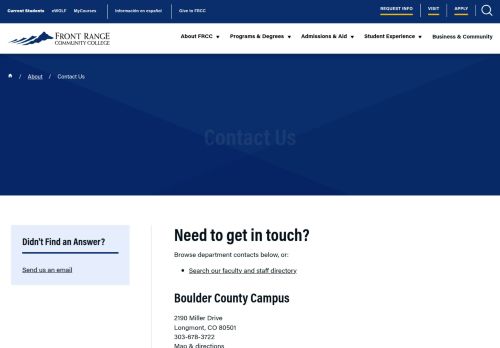 Current Students eWOLF MyCourses Información en español Give to FRCC REQUEST INFO VISIT APPLY
FRONT RANGE
COMMUNITY COLLEGE
About FRCC Programs & Degrees Admissions & Aid Student Experience Business & Community
/ About / Contact Us
Contact Us
Didn't Find an Answer?
Send us an email
Need to get in touch?
Browse department contacts below, or:
Search our faculty and staff directory
Boulder County Campus
2190 Miller Drive
Longmont, CO 80501
303-678-3722
Map & directions